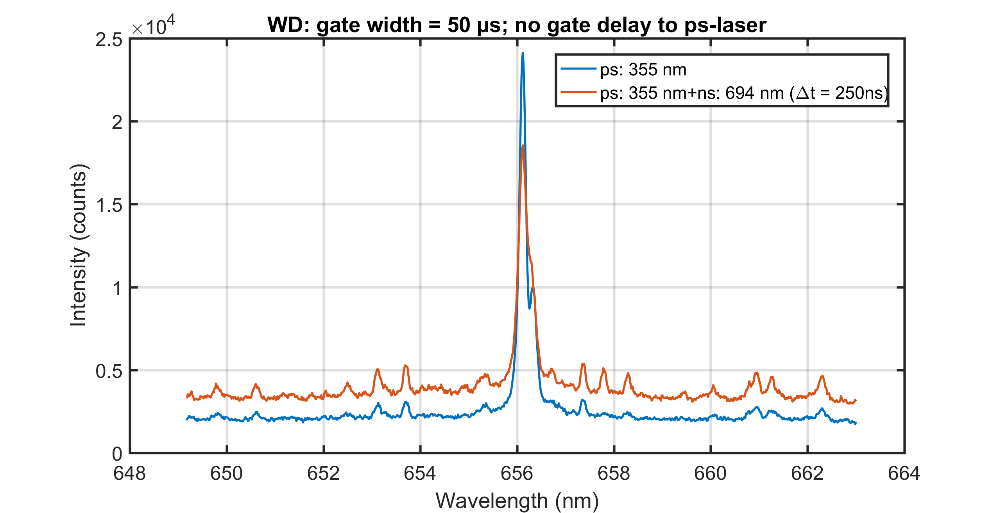 WD: gate width = 50 µs; no gate delay to ps-laser
×10⁴
2.5
2
1.5
1
0.5
0
Intensity (counts)
ps: 355 nm
ps: 355 nm+ns: 694 nm (Δt = 250ns)
648 650 652 654 656 658 660 662 664
Wavelength (nm)